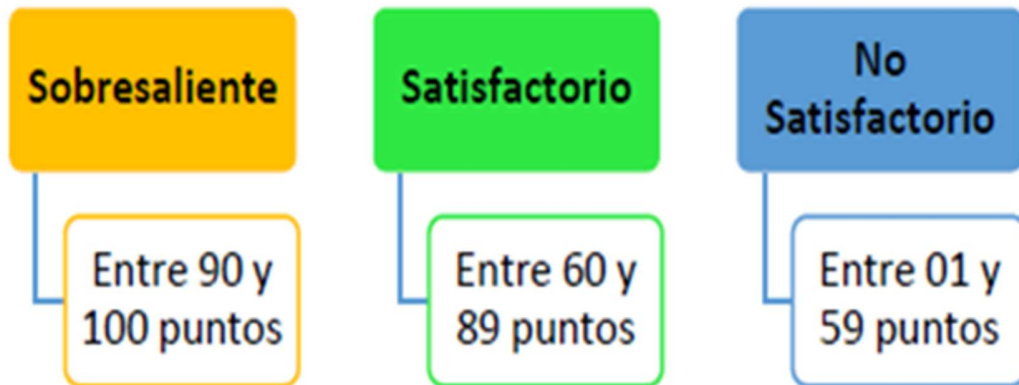 Sobresaliente
Entre 90 y
100 puntos
Satisfactorio
Entre 60 y
89 puntos
No
Satisfactorio
Entre 01 y
59 puntos